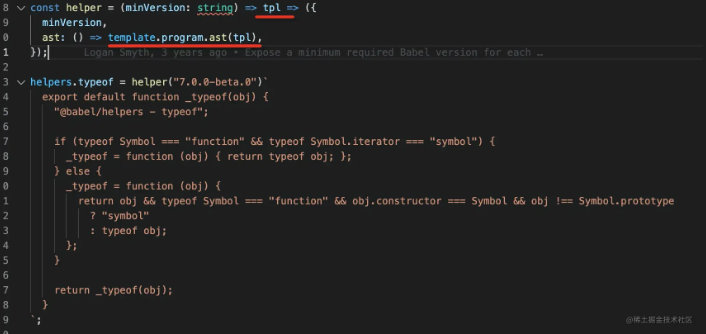 8 const helper = (minVersion: string) => tpl => ({
9   minVersion,
0   ast: () => template.program.ast(tpl),
1 });     Logan Smyth, 3 years ago • Expose a minimum required Babel version for each …
2
3 helpers.typeof = helper("7.0.0-beta.0")`
4   export default function _typeof(obj) {
5     "@babel/helpers - typeof";
6
7     if (typeof Symbol === "function" && typeof Symbol.iterator === "symbol") {
8       _typeof = function (obj) { return typeof obj; };
9     } else {
0       _typeof = function (obj) {
1         return obj && typeof Symbol === "function" && obj.constructor === Symbol && obj !== Symbol.prototype
2           ? "symbol"
3           : typeof obj;
4       };
5     }
6
7     return _typeof(obj);
8   }
9 `;
@稀土掘金技术社区